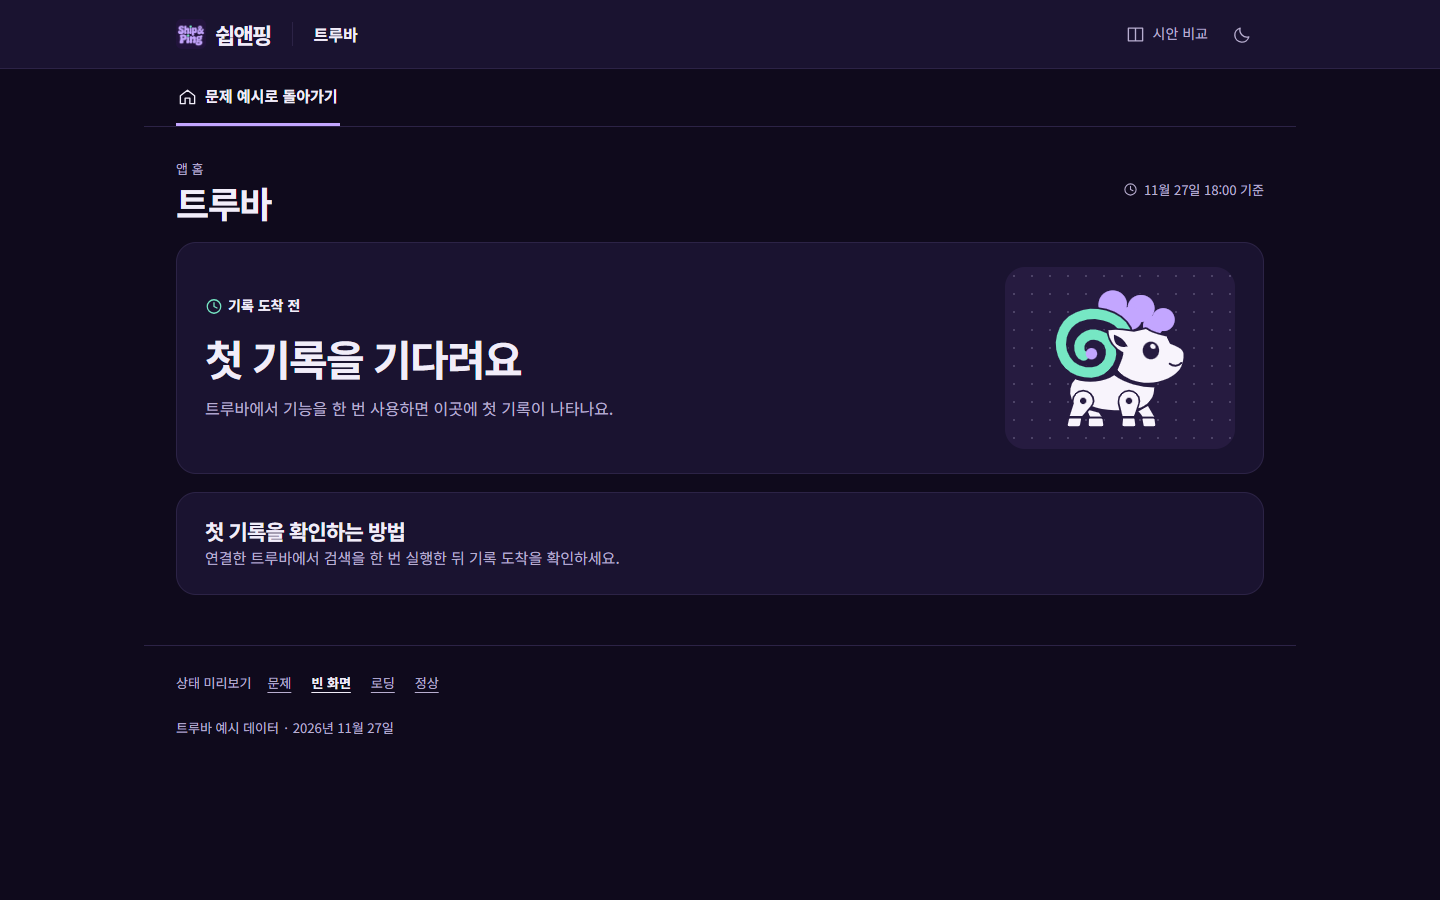 Ship& Ping 쉽앤핑 트루바 시안 비교
문제 예시로 돌아가기
앱 홈
트루바
11월 27일 18:00 기준
기록 도착 전
첫 기록을 기다려요
트루바에서 기능을 한 번 사용하면 이곳에 첫 기록이 나타나요.
첫 기록을 확인하는 방법
연결한 트루바에서 검색을 한 번 실행한 뒤 기록 도착을 확인하세요.
상태 미리보기 문제 빈 화면 로딩 정상
트루바 예시 데이터 · 2026년 11월 27일